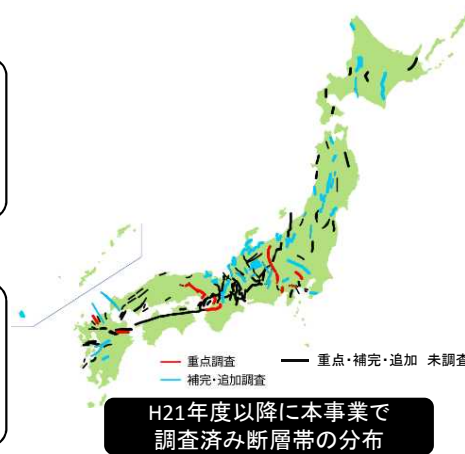 重点調査
重点・補完・追加 未調査
補完・追加調査
H21年度以降に本事業で
調査済み断層帯の分布